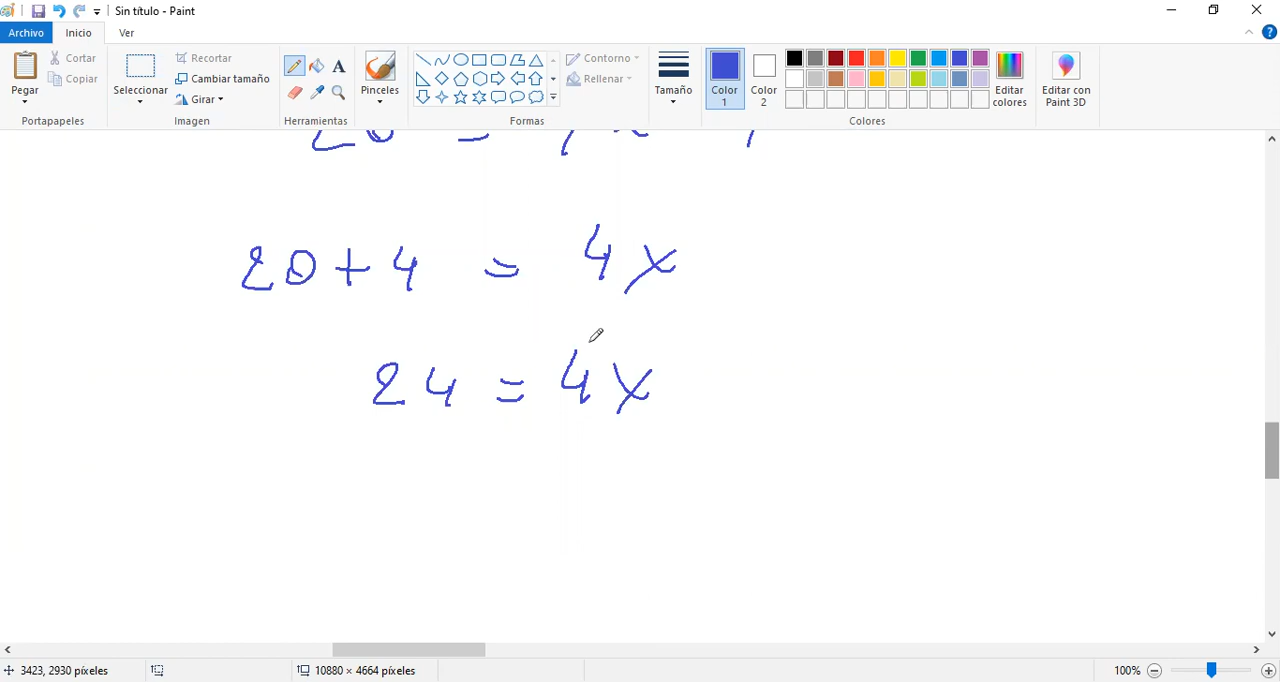 Sin título - Paint
Archivo Inicio Ver
Pegar
Cortar
Copiar
Portapapeles
Seleccionar
Recortar
Cambiar tamaño
Girar
Imagen
A
Herramientas
Pinceles
Contorno
Rellenar
Formas
Tamaño
Color 1
Color 2
Editar colores
Colores
Editar con Paint 3D
20 + 4 = 4x
24 = 4x
3423, 2930 píxeles
10880 × 4664 píxeles
100%